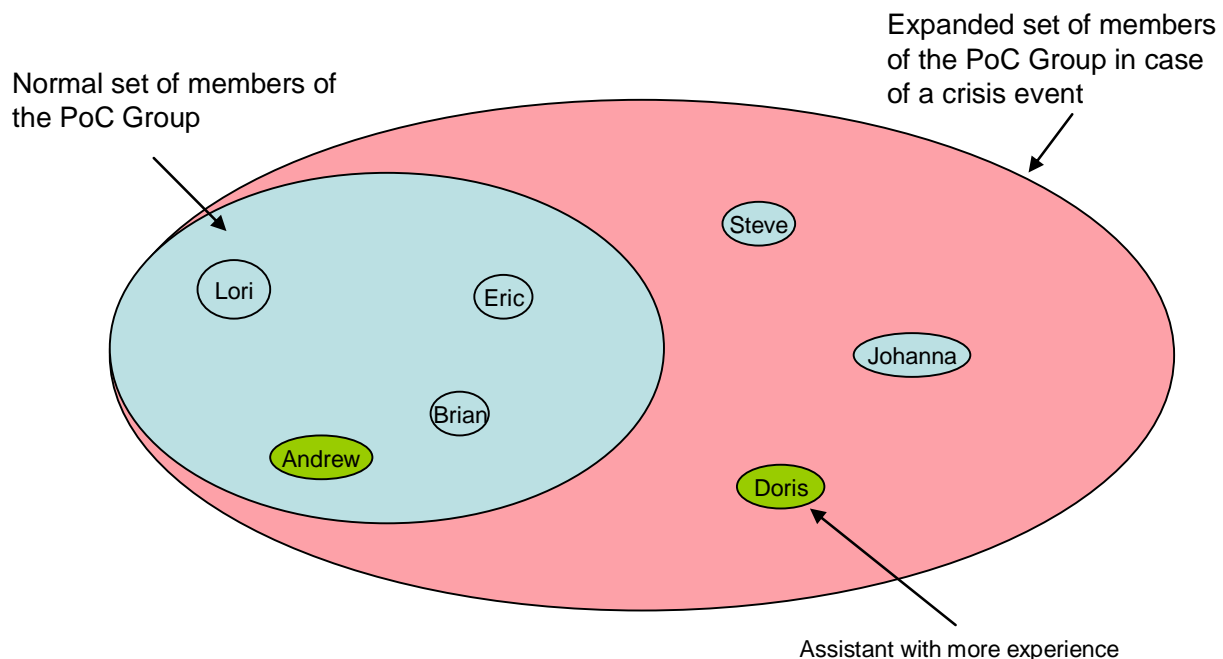 Expanded set of members
of the PoC Group in case
of a crisis event
Normal set of members of
the PoC Group
Steve
Lori
Eric
Johanna
Brian
Andrew
Doris
Assistant with more experience